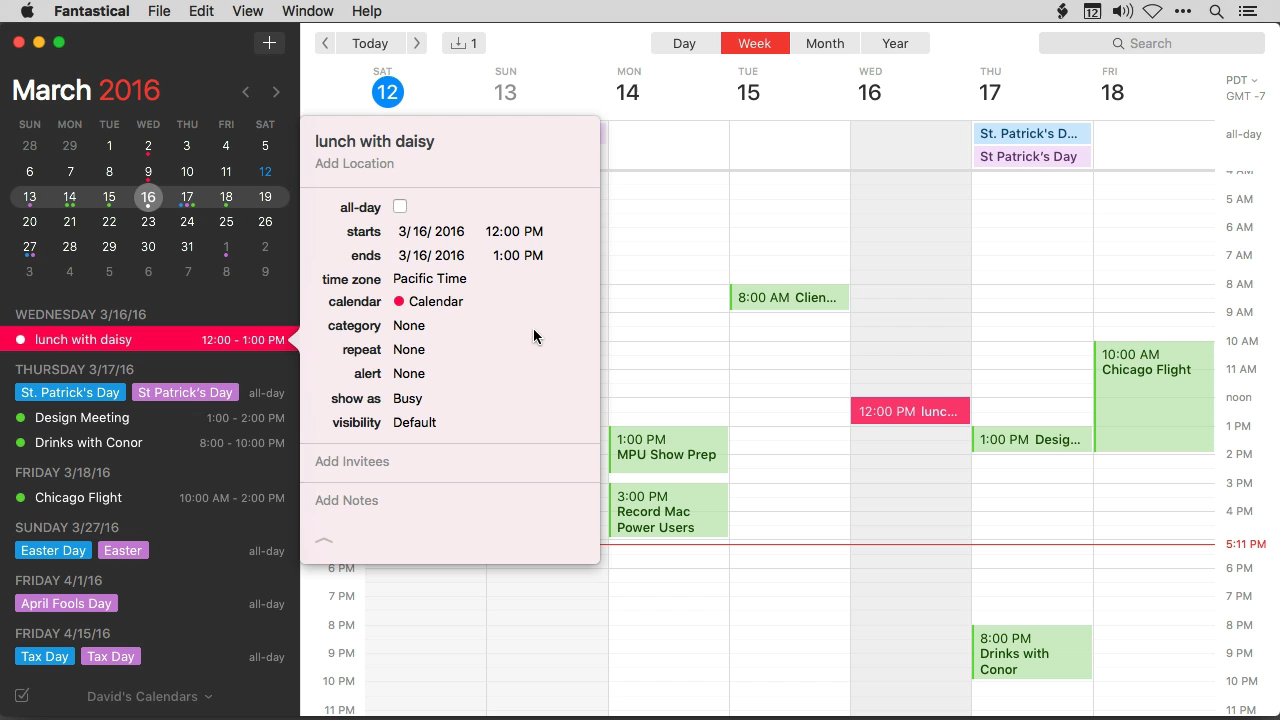 Fantastical File Edit View Window Help
12
Today
1
Day Week Month Year
Search
March 2016
SUN MON TUE WED THU FRI SAT
28 29 1 2 3 4 5
6 7 8 9 10 11 12
13 14 15 16 17 18 19
20 21 22 23 24 25 26
27 28 29 30 31 1 2
3 4 5 6 7 8 9
WEDNESDAY 3/16/16
lunch with daisy 12:00 - 1:00 PM
THURSDAY 3/17/16
St. Patrick's Day St Patrick's Day all-day
Design Meeting 1:00 - 2:00 PM
Drinks with Conor 8:00 - 10:00 PM
FRIDAY 3/18/16
Chicago Flight 10:00 AM - 2:00 PM
SUNDAY 3/27/16
Easter Day Easter all-day
FRIDAY 4/1/16
April Fools Day all-day
FRIDAY 4/15/16
Tax Day Tax Day all-day
David's Calendars
lunch with daisy
Add Location
all-day
starts 3/16/2016 12:00 PM
ends 3/16/2016 1:00 PM
time zone Pacific Time
calendar Calendar
category None
repeat None
alert None
show as Busy
visibility Default
Add Invitees
Add Notes
SAT SUN MON TUE WED THU FRI
12 13 14 15 16 17 18
PDT
GMT -7
all-day
St. Patrick's D...
St Patrick's Day
8:00 AM Clien...
10:00 AM
Chicago Flight
12:00 PM lunc...
1:00 PM
MPU Show Prep
1:00 PM Desig...
3:00 PM
Record Mac
Power Users
8:00 PM
Drinks with
Conor
6 PM
7 PM
8 PM
9 PM
10 PM
11 PM
4 AM
5 AM
6 AM
7 AM
8 AM
9 AM
10 AM
11 AM
noon
1 PM
2 PM
3 PM
4 PM
5:11 PM
6 PM
7 PM
8 PM
9 PM
10 PM
11 PM